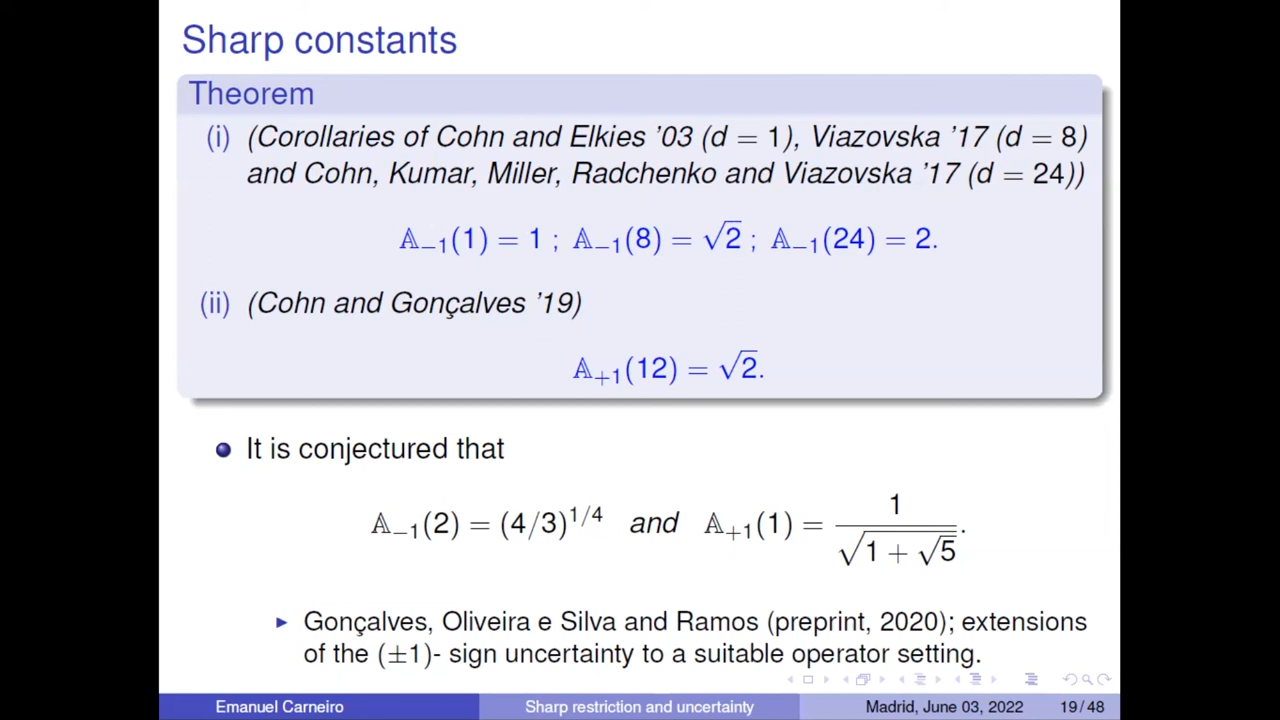 Sharp constants
Theorem
(i) (Corollaries of Cohn and Elkies '03 (d = 1), Viazovska '17 (d = 8)
and Cohn, Kumar, Miller, Radchenko and Viazovska '17 (d = 24))
𝔸₋₁(1) = 1 ; 𝔸₋₁(8) = √2 ; 𝔸₋₁(24) = 2.
(ii) (Cohn and Gonçalves '19)
𝔸₊₁(12) = √2.
It is conjectured that
𝔸₋₁(2) = (4/3)^{1/4} and 𝔸₊₁(1) = 1/√(1 + √5).
► Gonçalves, Oliveira e Silva and Ramos (preprint, 2020); extensions
of the (±1)- sign uncertainty to a suitable operator setting.
Emanuel Carneiro Sharp restriction and uncertainty Madrid, June 03, 2022 19 / 48